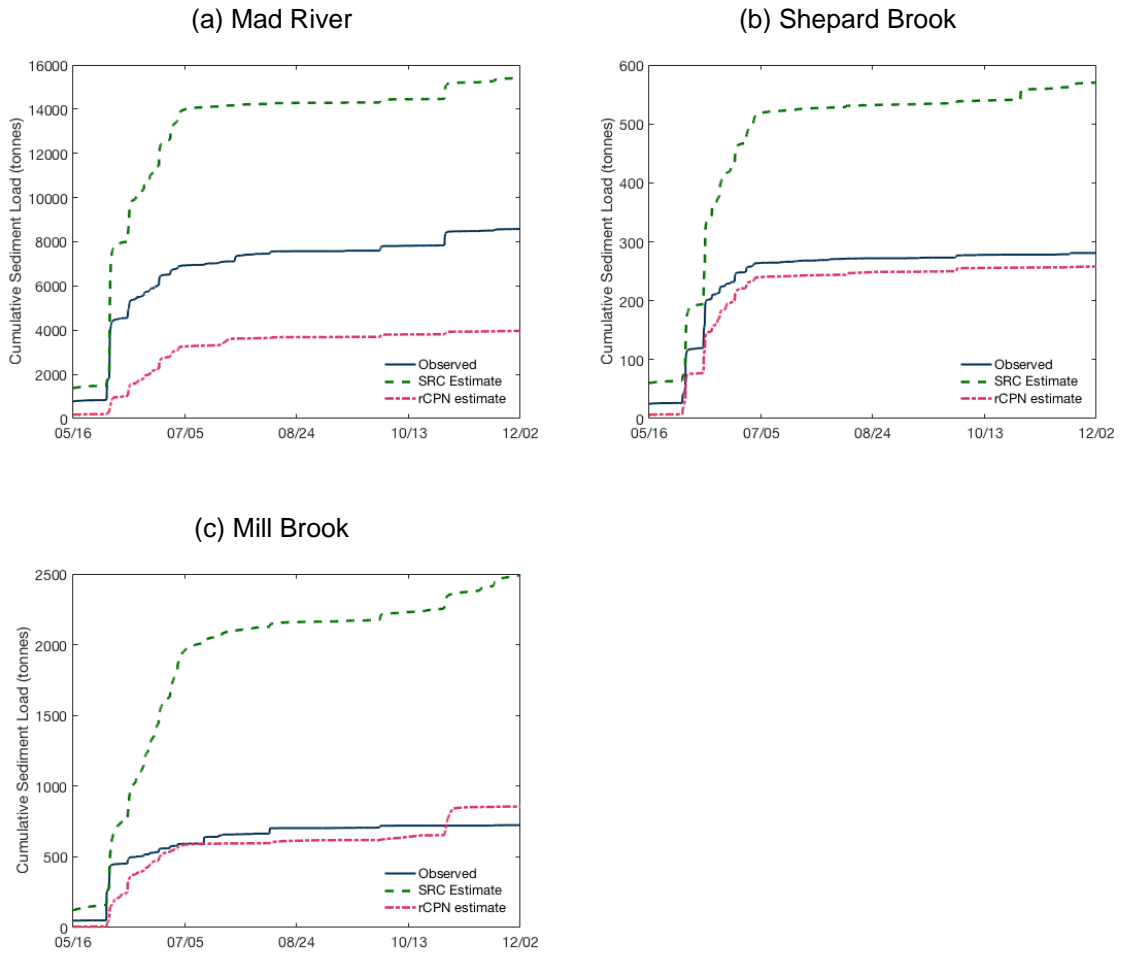 (a) Mad River
Cumulative Sediment Load (tonnes)
16000
14000
12000
10000
8000
6000
4000
2000
0
05/16 07/05 08/24 10/13 12/02
Observed
SRC Estimate
rCPN estimate
(b) Shepard Brook
Cumulative Sediment Load (tonnes)
600
500
400
300
200
100
0
05/16 07/05 08/24 10/13 12/02
Observed
SRC Estimate
rCPN estimate
(c) Mill Brook
Cumulative Sediment Load (tonnes)
2500
2000
1500
1000
500
0
05/16 07/05 08/24 10/13 12/02
Observed
SRC Estimate
rCPN estimate